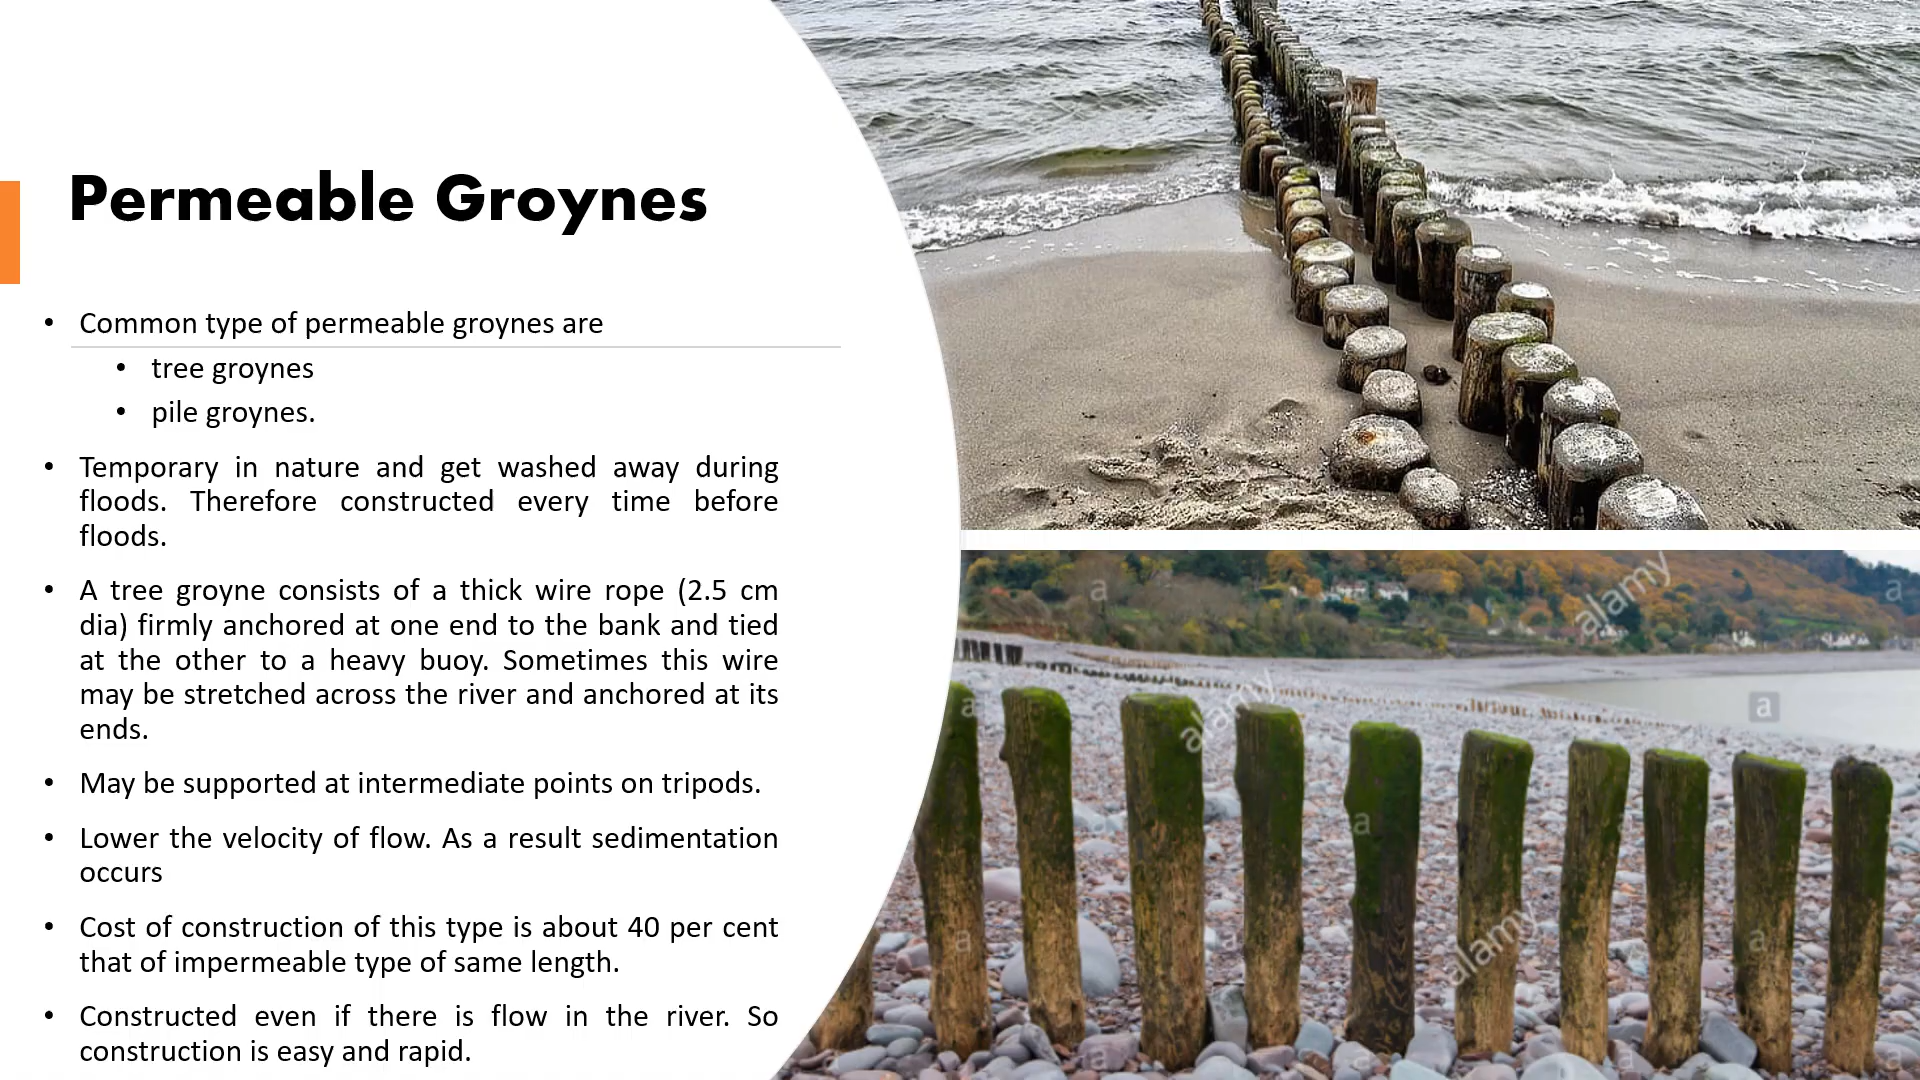 Permeable Groynes
• Common type of permeable groynes are
• tree groynes
• pile groynes.
• Temporary in nature and get washed away during
floods. Therefore constructed every time before
floods.
• A tree groyne consists of a thick wire rope (2.5 cm
dia) firmly anchored at one end to the bank and tied
at the other to a heavy buoy. Sometimes this wire
may be stretched across the river and anchored at its
ends.
• May be supported at intermediate points on tripods.
• Lower the velocity of flow. As a result sedimentation
occurs
• Cost of construction of this type is about 40 per cent
that of impermeable type of same length.
• Constructed even if there is flow in the river. So
construction is easy and rapid.
a
alamy
a
a
alamy
a
a
a
a
a
alamy
a
a
a
a